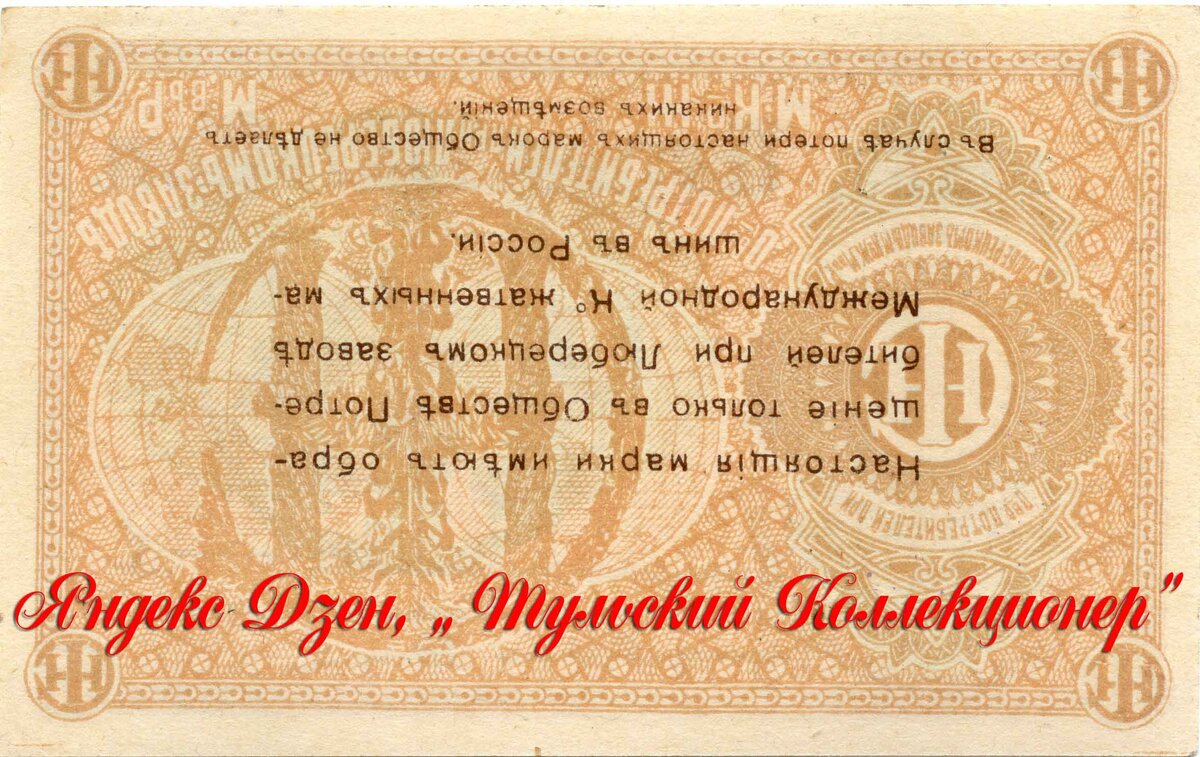 Настоящія марки имѣютъ обра-
щеніе только въ Обществѣ Потре-
бителей при Люберецкомъ заводѣ
Международной Ко жатвенныхъ ма-
шинъ въ Россіи.
Въ случаѣ потери настоящихъ марокъ Общество не дѣлаетъ
никакихъ возмѣщеній.
Яндекс Дзен, „ Тульский Коллекционер"